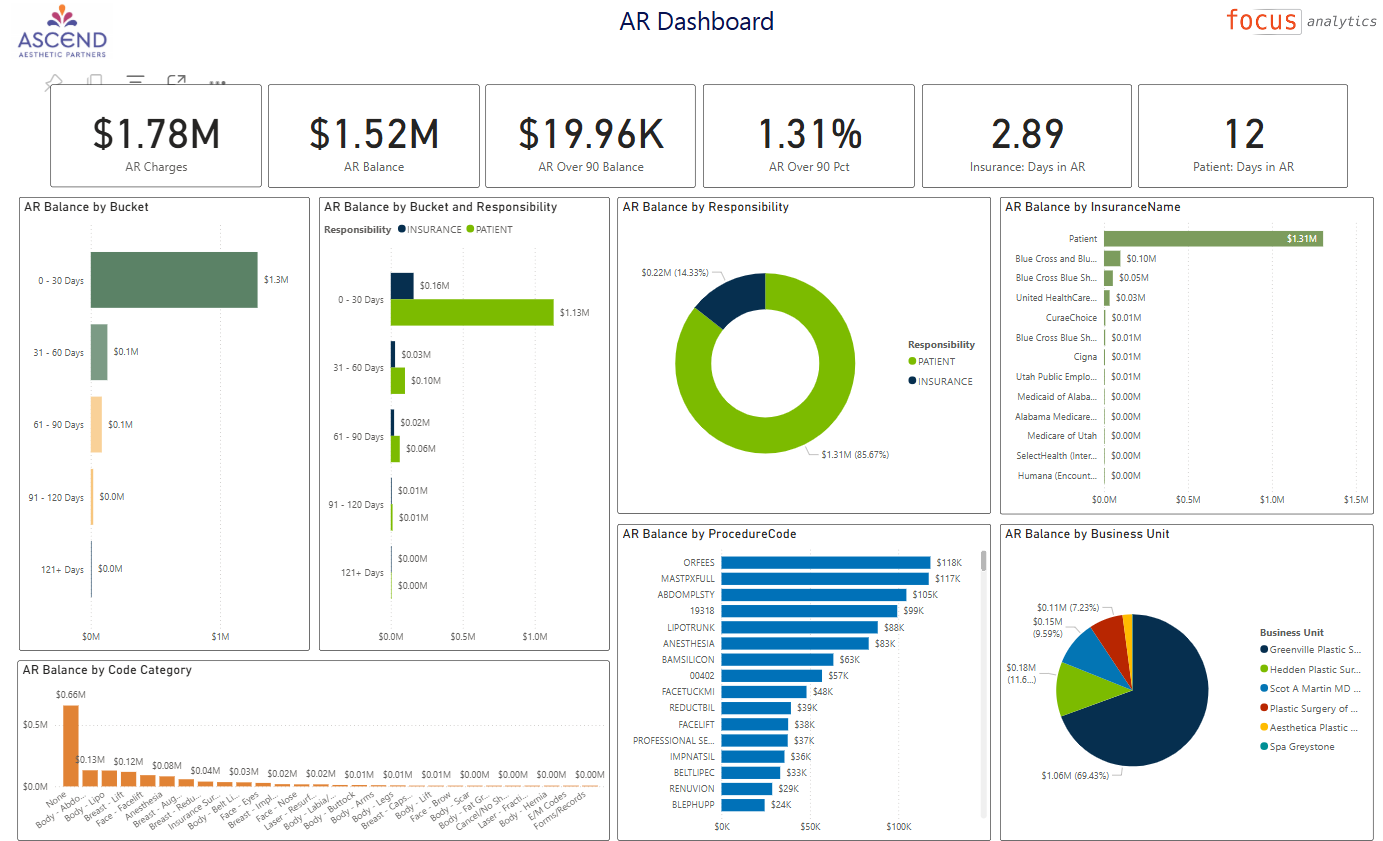 ASCEND
AESTHETIC PARTNERS
AR Dashboard
focus analytics
$1.78M
AR Charges
$1.52M
AR Balance
$19.96K
AR Over 90 Balance
1.31%
AR Over 90 Pct
2.89
Insurance: Days in AR
12
Patient: Days in AR
AR Balance by Bucket
0 - 30 Days $1.3M
31 - 60 Days $0.1M
61 - 90 Days $0.1M
91 - 120 Days $0.0M
121+ Days $0.0M
$0M $1M
AR Balance by Bucket and Responsibility
Responsibility INSURANCE PATIENT
$0.16M
0 - 30 Days
$1.13M
$0.03M
31 - 60 Days
$0.10M
$0.02M
61 - 90 Days
$0.06M
$0.01M
91 - 120 Days
$0.01M
$0.00M
121+ Days
$0.00M
$0.0M $0.5M $1.0M
AR Balance by Responsibility
$0.22M (14.33%)
$1.31M (85.67%)
Responsibility
PATIENT
INSURANCE
AR Balance by InsuranceName
Patient $1.31M
Blue Cross and Blu... $0.10M
Blue Cross Blue Sh... $0.05M
United HealthCare... $0.03M
CuraeChoice $0.01M
Blue Cross Blue Sh... $0.01M
Cigna $0.01M
Utah Public Emplo... $0.01M
Medicaid of Alaba... $0.00M
Alabama Medicare... $0.00M
Medicare of Utah $0.00M
SelectHealth (Inter... $0.00M
Humana (Encount... $0.00M
$0.0M $0.5M $1.0M $1.5M
AR Balance by Code Category
$0.66M
$0.5M
$0.13M $0.12M $0.08M $0.04M $0.03M $0.02M $0.02M $0.01M $0.01M $0.01M $0.00M $0.00M $0.00M $0.00M
$0.0M
None
Body - Abdo...
Body - Lipo
Breast - Lift
Face - Facelift
Anesthesia
Breast - Aug...
Breast - Redu...
Insurance Sur...
Body - Belt Li...
Face - Eyes
Breast - Impl...
Face - Nose
Laser - Resurf...
Body - Labia/...
Body - Buttock
Body - Arms
Body - Legs
Breast - Caps...
Body - Lift
Face - Brow
Body - Scar
Body - Fat Gr...
Cancel/No Sh...
Laser - Fracti...
Body - Hernia
E/M Codes
Forms/Records
AR Balance by ProcedureCode
ORFEES $118K
MASTPXFULL $117K
ABDOMPLSTY $105K
19318 $99K
LIPOTRUNK $88K
ANESTHESIA $83K
BAMSILICON $63K
00402 $57K
FACETUCKMI $48K
REDUCTBIL $39K
FACELIFT $38K
PROFESSIONAL SE... $37K
IMPNATSIL $36K
BELTLIPEC $33K
RENUVION $29K
BLEPHUPP $24K
$0K $50K $100K
AR Balance by Business Unit
$0.11M (7.23%)
$0.15M
(9.59%)
$0.18M
(11.6...)
$1.06M (69.43%)
Business Unit
Greenville Plastic S...
Hedden Plastic Sur...
Scot A Martin MD ...
Plastic Surgery of ...
Aesthetica Plastic ...
Spa Greystone